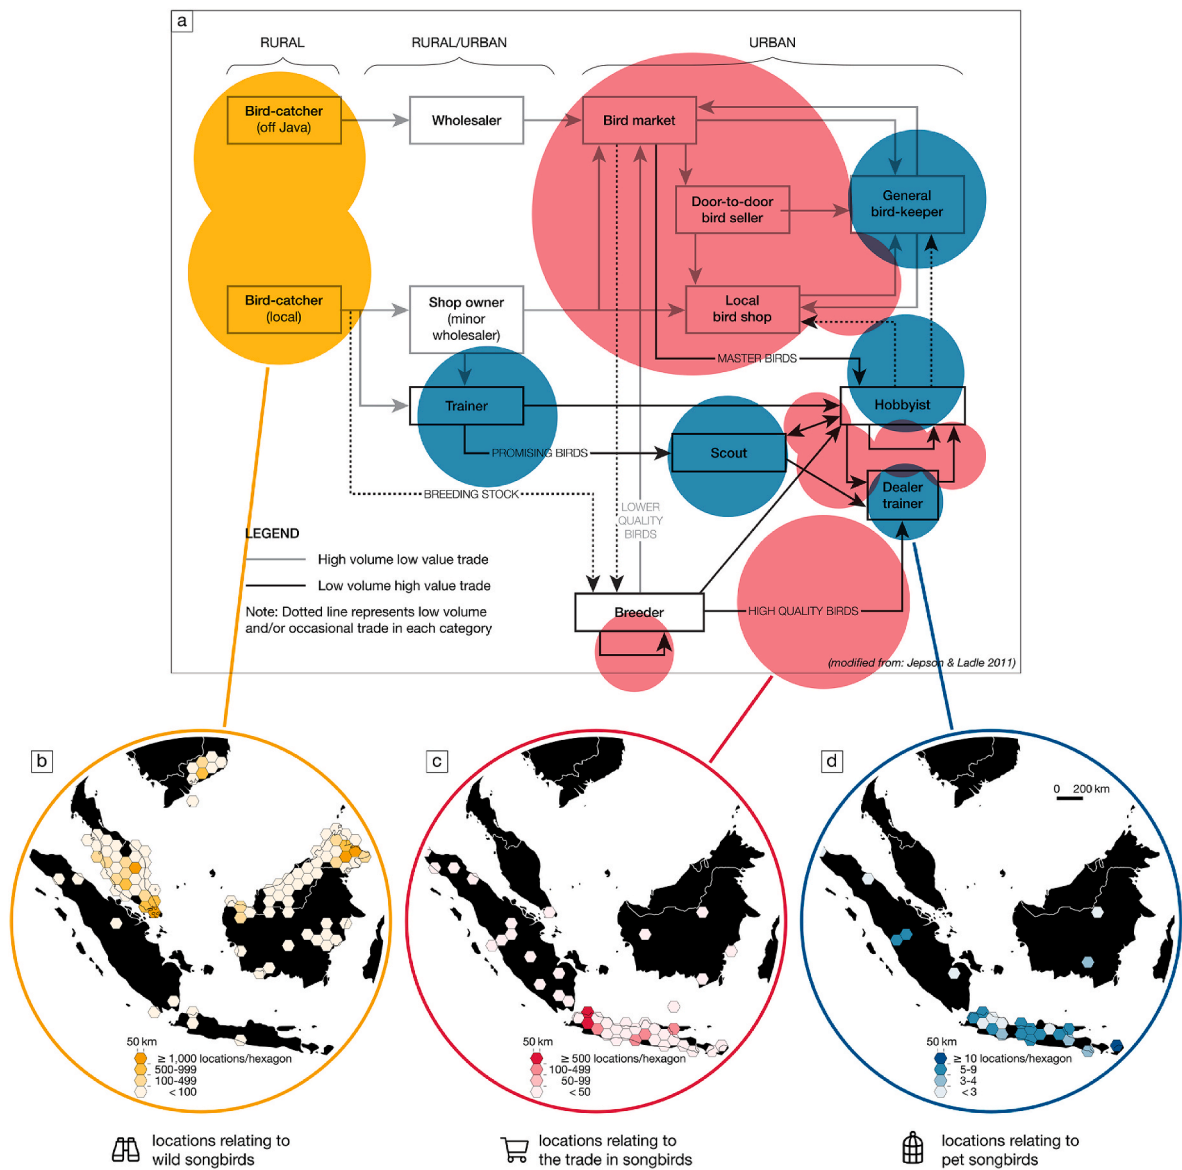 a
RURAL
RURAL/URBAN
URBAN
Bird-catcher
(off Java)
Wholesaler
Bird market
General
bird-keeper
Door-to-door
bird seller
Bird-catcher
(local)
Shop owner
(minor
wholesaler)
Local
bird shop
MASTER BIRDS
Trainer
Hobbyist
PROMISING BIRDS
Scout
Dealer
trainer
BREEDING STOCK
LOWER
QUALITY
BIRDS
LEGEND
High volume low value trade
Low volume high value trade
Note: Dotted line represents low volume
and/or occasional trade in each category
Breeder
HIGH QUALITY BIRDS
(modified from: Jepson & Ladle 2011)
b
50 km
≥ 1,000 locations/hexagon
500-999
100-499
< 100
locations relating to
wild songbirds
c
50 km
≥ 500 locations/hexagon
100-499
50-99
< 50
locations relating to
the trade in songbirds
d
0 200 km
50 km
≥ 10 locations/hexagon
5-9
3-4
< 3
locations relating to
pet songbirds